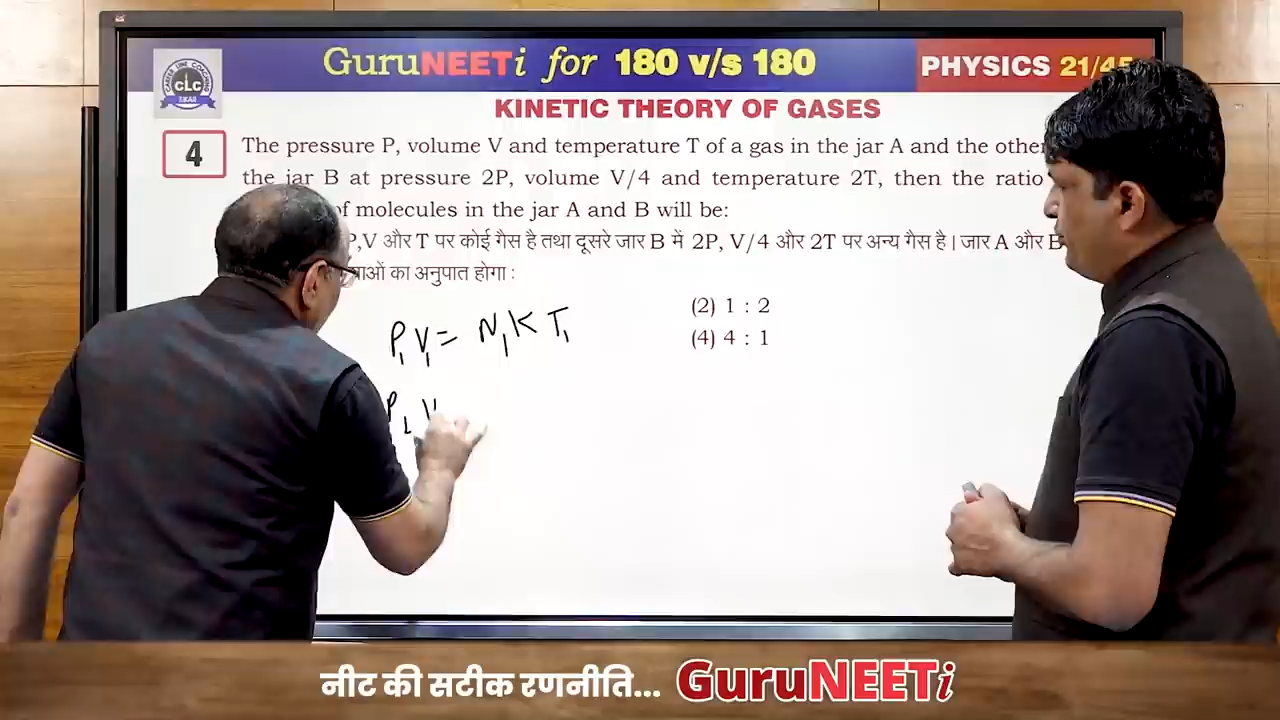 GuruNEETi for 180 v/s 180
PHYSICS 21/45
CLC
KINETIC THEORY OF GASES
4
The pressure P, volume V and temperature T of a gas in the jar A and the other
the jar B at pressure 2P, volume V/4 and temperature 2T, then the ratio
of molecules in the jar A and B will be:
P,V और T पर कोई गैस है तथा दूसरे जार B में 2P, V/4 और 2T पर अन्य गैस है। जार A और B
का अनुपात होगा :
(2) 1 : 2
(4) 4 : 1
P₁V₁ = N₁KT₁
P₂ V
नीट की सटीक रणनीति... GuruNEETi